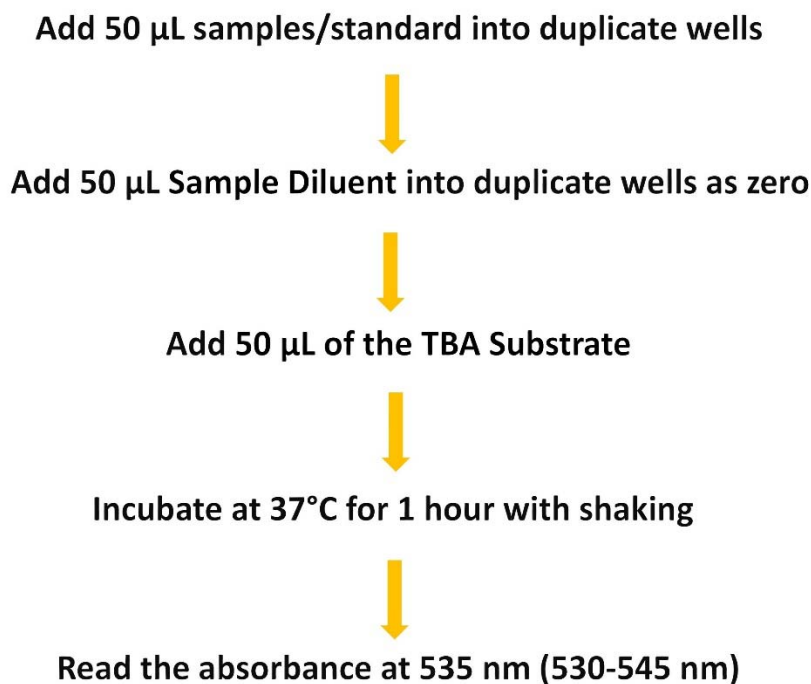 Add 50 µL samples/standard into duplicate wells
Add 50 µL Sample Diluent into duplicate wells as zero
Add 50 µL of the TBA Substrate
Incubate at 37°C for 1 hour with shaking
Read the absorbance at 535 nm (530-545 nm)